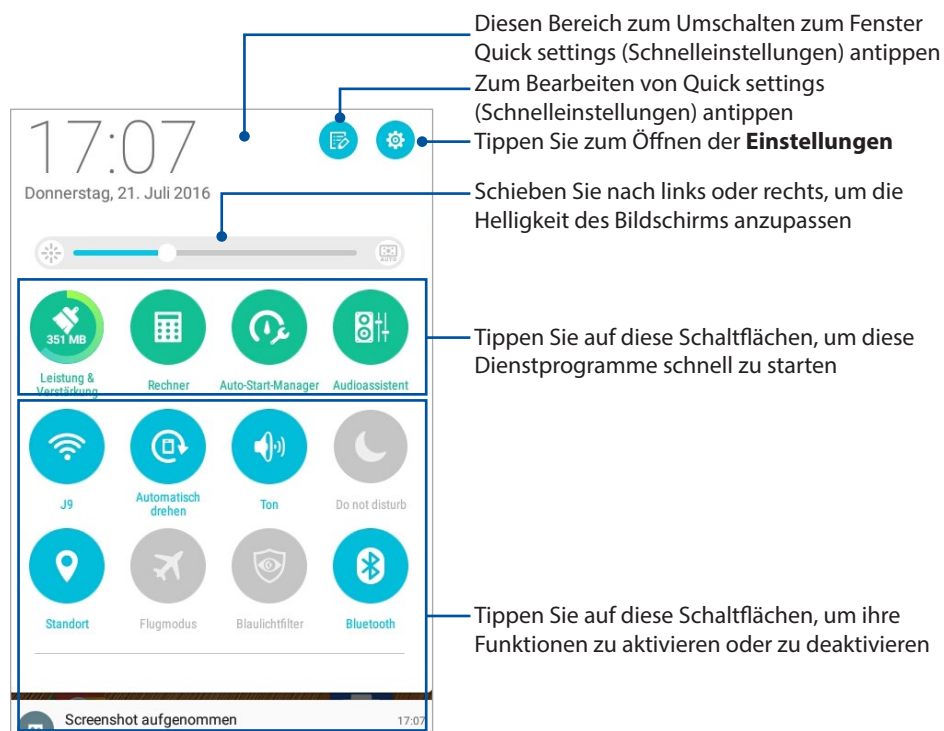 Diesen Bereich zum Umschalten zum Fenster
Quick settings (Schnelleinstellungen) antippen
Zum Bearbeiten von Quick settings
(Schnelleinstellungen) antippen
Tippen Sie zum Öffnen der Einstellungen
17:07
Donnerstag, 21. Juli 2016
Schieben Sie nach links oder rechts, um die
Helligkeit des Bildschirms anzupassen
AUTO
351 MB
Leistung &
Verstärkung
Rechner
Auto-Start-Manager
Audioassistent
Tippen Sie auf diese Schaltflächen, um diese
Dienstprogramme schnell zu starten
J9
Automatisch
drehen
Ton
Do not disturb
Standort
Flugmodus
Blaulichtfilter
Bluetooth
Tippen Sie auf diese Schaltflächen, um ihre
Funktionen zu aktivieren oder zu deaktivieren
Screenshot aufgenommen
17:07